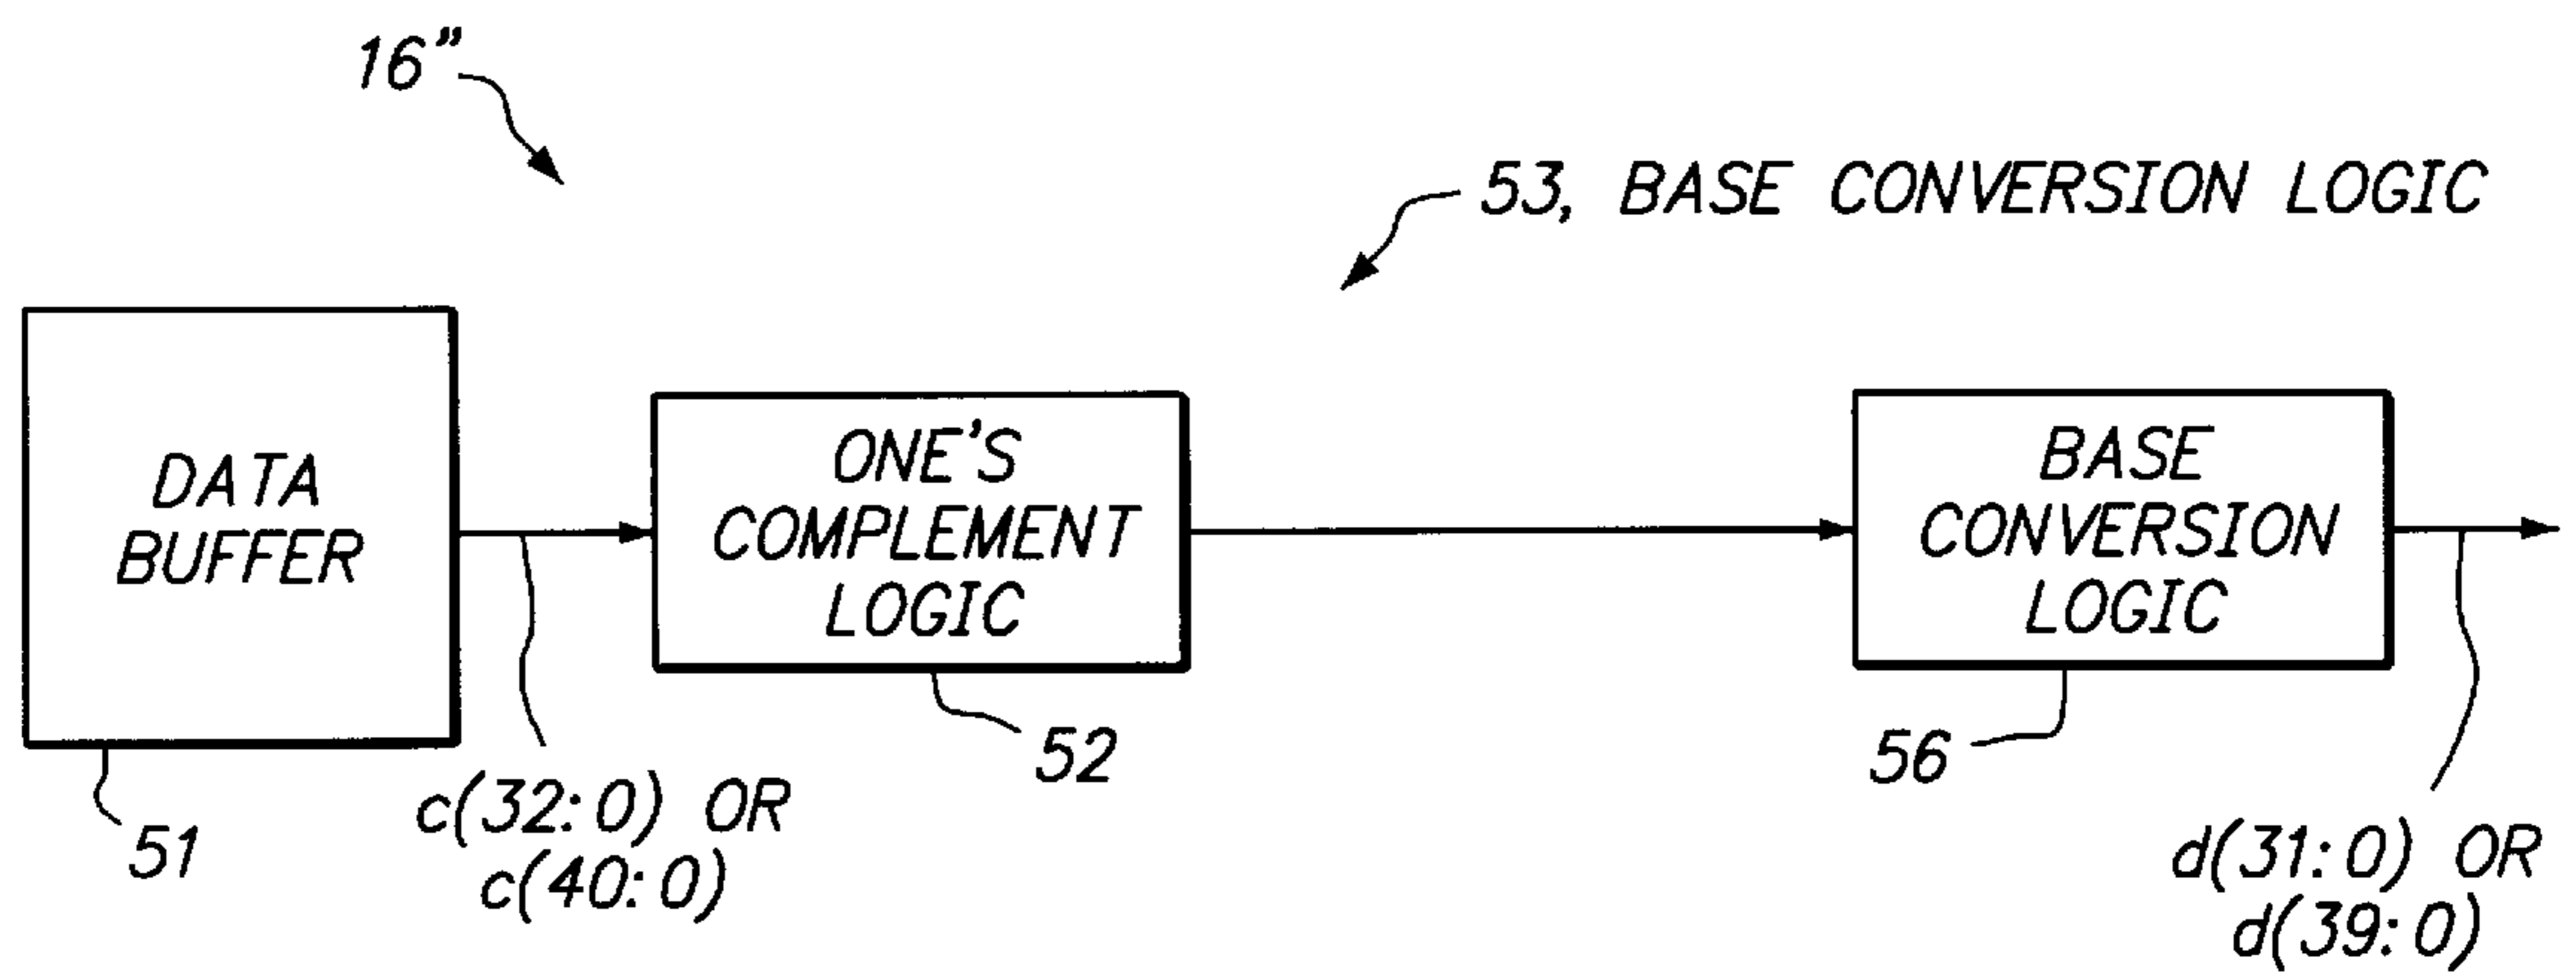 16”
53, BASE CONVERSION LOGIC
DATA
BUFFER
ONE'S
COMPLEMENT
LOGIC
BASE
CONVERSION
LOGIC
51
c(32:0) OR
c(40:0)
52
56
d(31:0) OR
d(39:0)